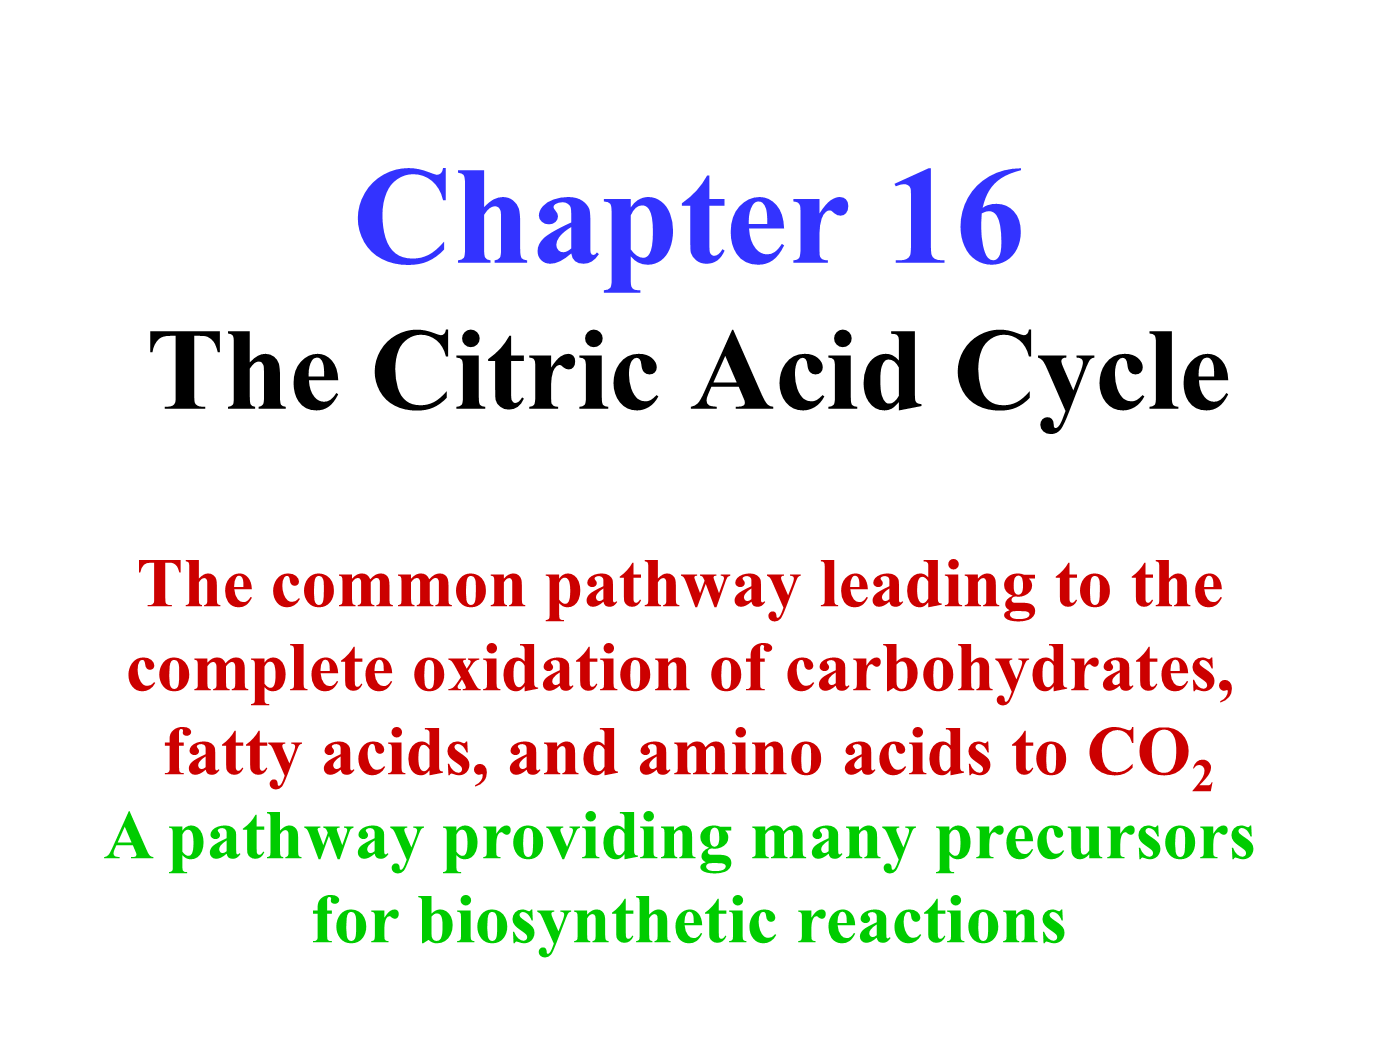 Chapter 16
The Citric Acid Cycle
The common pathway leading to the
complete oxidation of carbohydrates,
fatty acids, and amino acids to CO₂
A pathway providing many precursors
for biosynthetic reactions